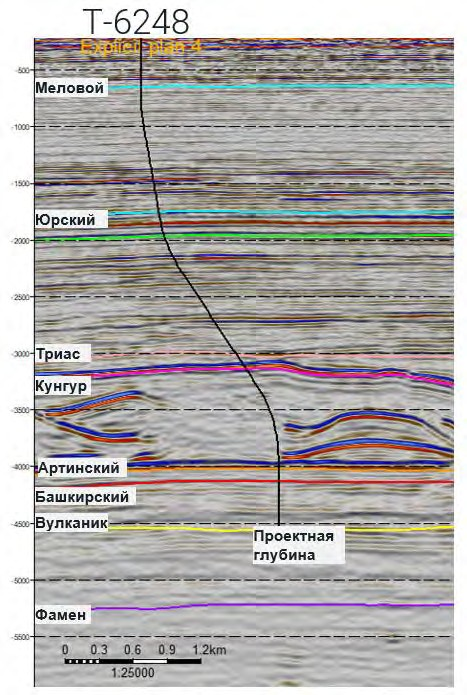 T-6248
Explicit plan 4
-500
Меловой
-1000
-1500
Юрский
-2000
-2500
-3000
Триас
Кунгур
-3500
-4000
Артинский
Башкирский
-4500
Вулканик
Проектная
глубина
-5000
Фамен
-5500
0 0.3 0.6 0.9 1.2km
1:25000